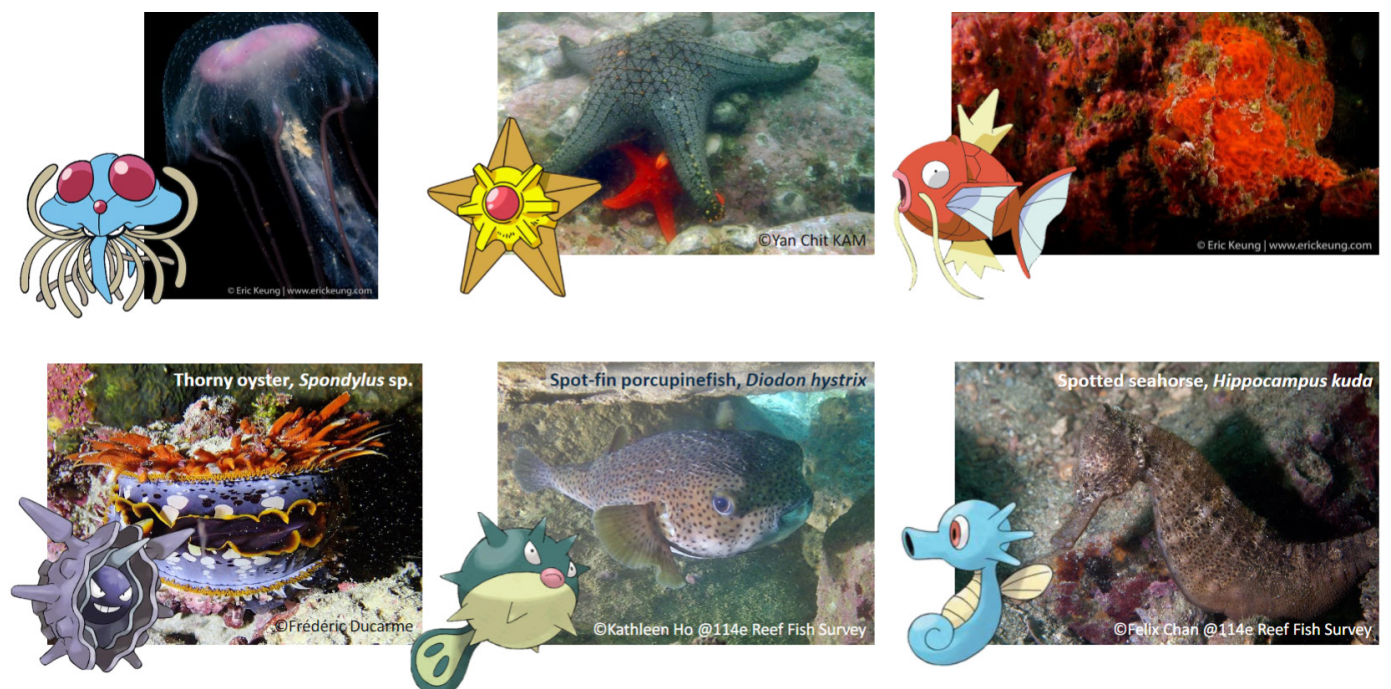 © Eric Keung | www.erickeung.com
©Yan Chit KAM
© Eric Keung | www.erickeung.com
Thorny oyster, Spondylus sp.
©Frédéric Ducarme
Spot-fin porcupinefish, Diodon hystrix
©Kathleen Ho @114e Reef Fish Survey
Spotted seahorse, Hippocampus kuda
©Felix Chan @114e Reef Fish Survey